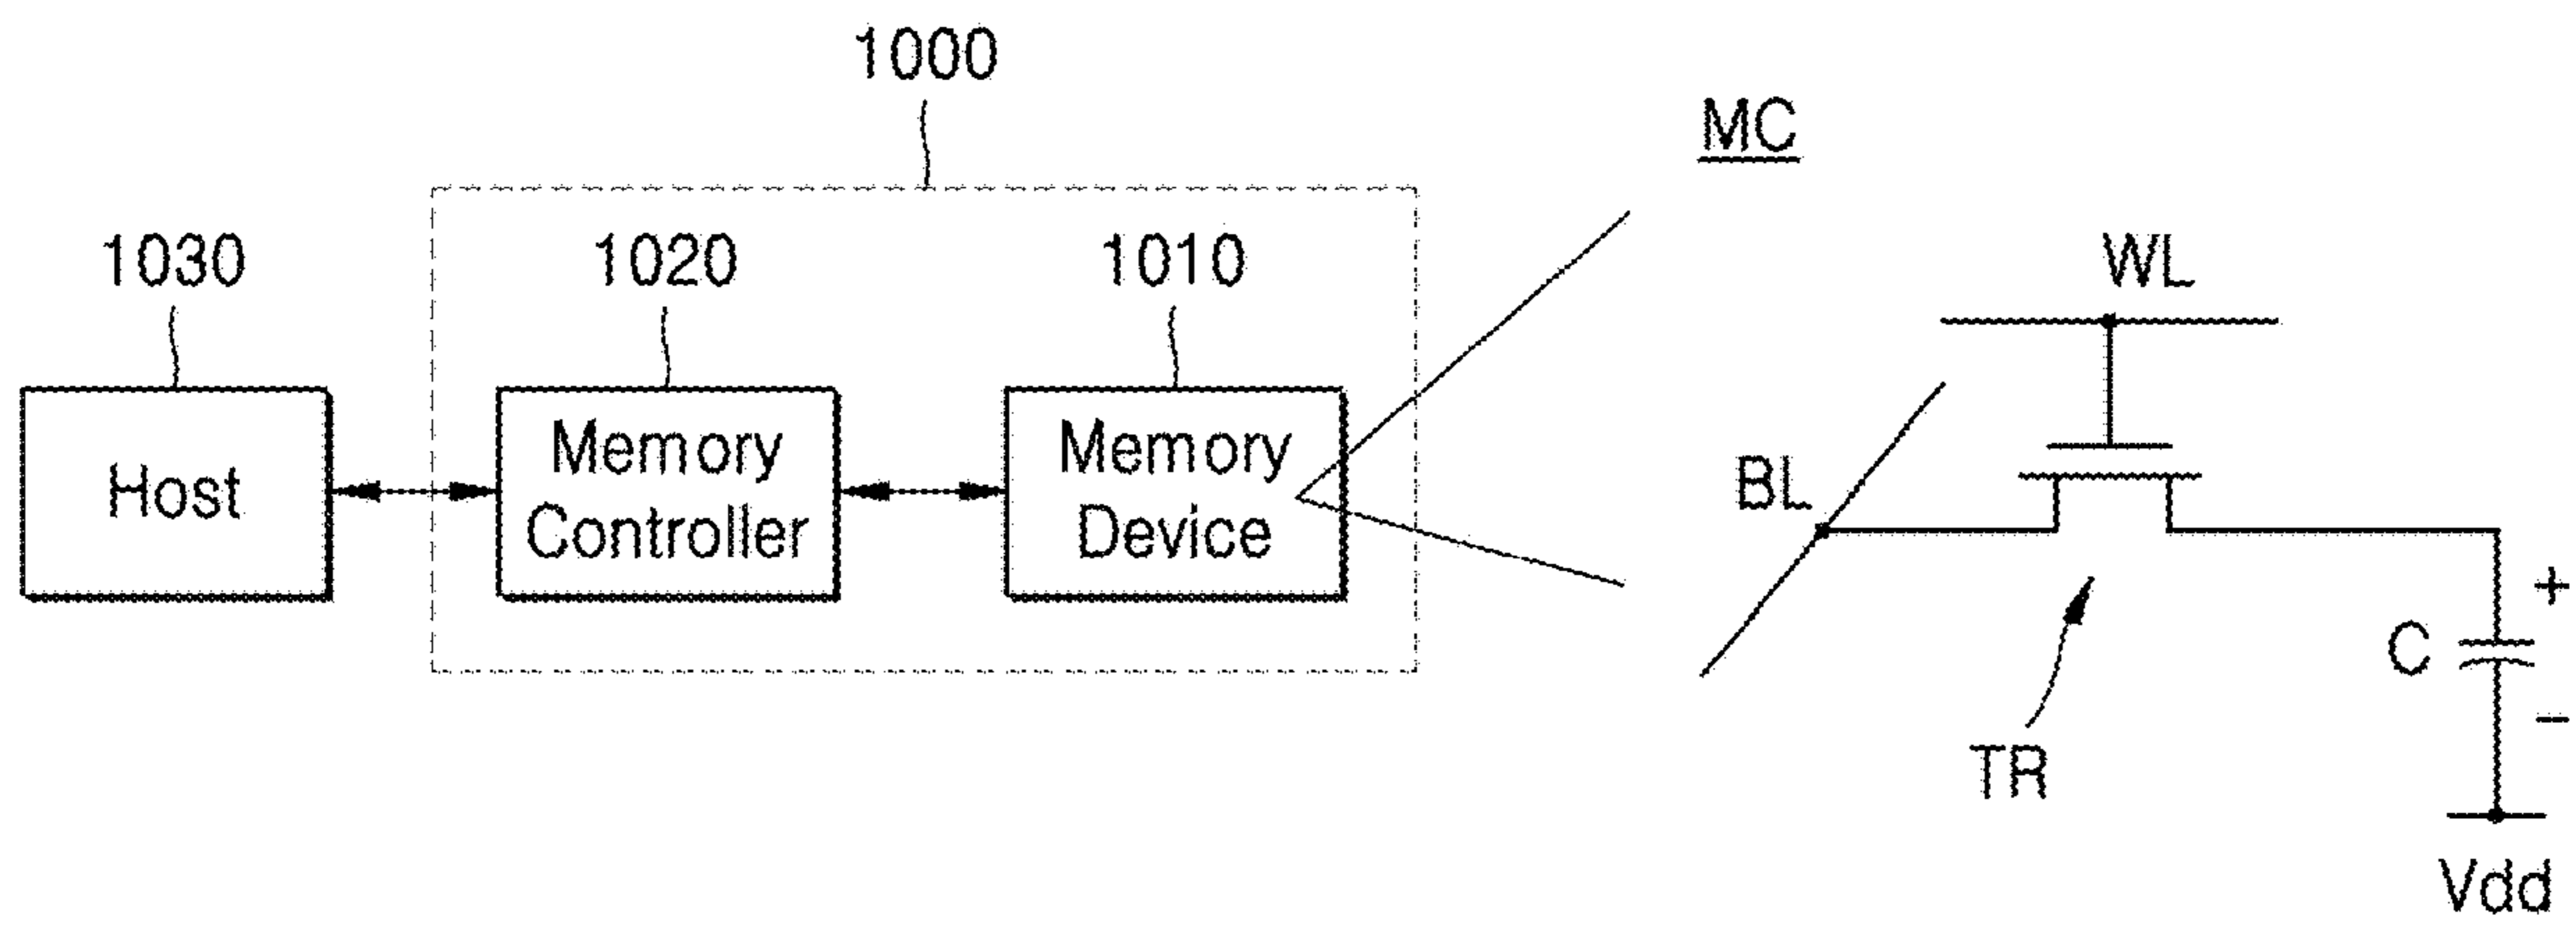 1000
MC
1030
1020
1010
WL
Host
Memory
Controller
Memory
Device
BL
+
C
−
TR
Vdd